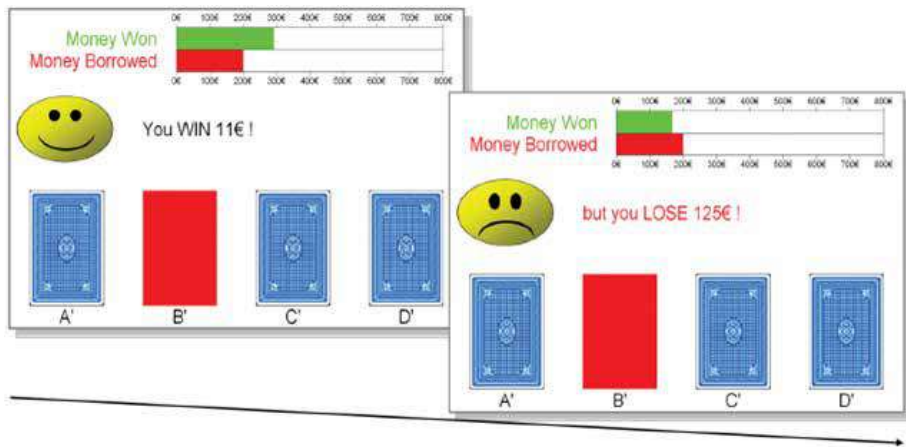 0€ 100€ 200€ 300€ 400€ 500€ 600€ 700€ 800€
Money Won
Money Borrowed
0€ 100€ 200€ 300€ 400€ 500€ 600€ 700€ 800€
You WIN 11€ !
A' B' C' D'
0€ 100€ 200€ 300€ 400€ 500€ 600€ 700€ 800€
Money Won
Money Borrowed
0€ 100€ 200€ 300€ 400€ 500€ 600€ 700€ 800€
but you LOSE 125€ !
A' B' C' D'